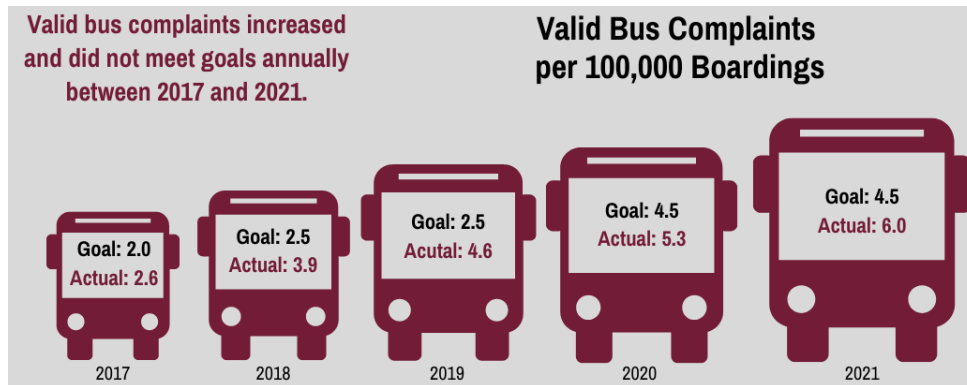 Valid bus complaints increased
and did not meet goals annually
between 2017 and 2021.
Valid Bus Complaints
per 100,000 Boardings
Goal: 2.0
Actual: 2.6
2017
Goal: 2.5
Actual: 3.9
2018
Goal: 2.5
Acutal: 4.6
2019
Goal: 4.5
Actual: 5.3
2020
Goal: 4.5
Actual: 6.0
2021